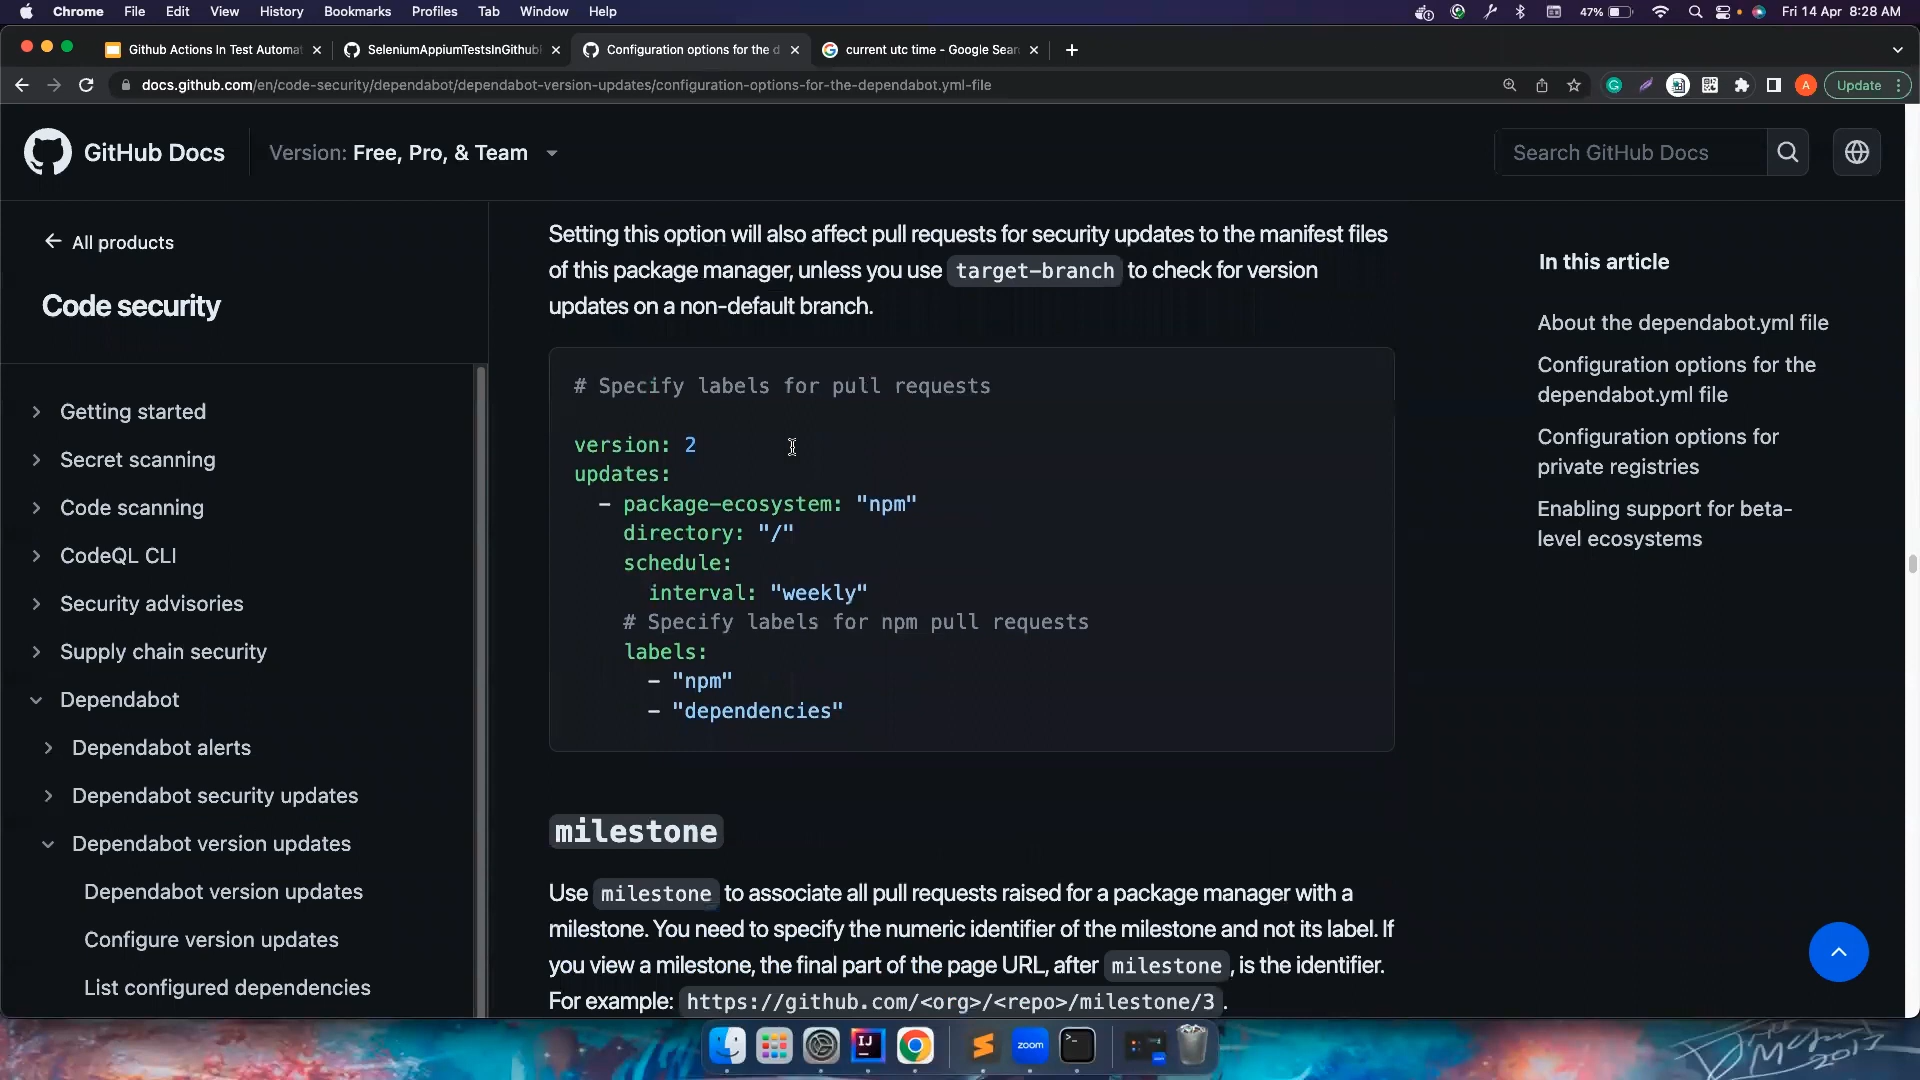 Chrome File Edit View History Bookmarks Profiles Tab Window Help 47% Fri 14 Apr 8:28 AM
Github Actions In Test Automat SeleniumAppiumTestsInGithub Configuration options for the d current utc time - Google Sear
docs.github.com/en/code-security/dependabot/dependabot-version-updates/configuration-options-for-the-dependabot.yml-file A Update
GitHub Docs Version: Free, Pro, & Team Search GitHub Docs
All products
Code security
Getting started
Secret scanning
Code scanning
CodeQL CLI
Security advisories
Supply chain security
Dependabot
Dependabot alerts
Dependabot security updates
Dependabot version updates
Dependabot version updates
Configure version updates
List configured dependencies
Setting this option will also affect pull requests for security updates to the manifest files
of this package manager, unless you use target-branch to check for version
updates on a non-default branch.
# Specify labels for pull requests
version: 2
updates:
- package-ecosystem: "npm"
directory: "/"
schedule:
interval: "weekly"
# Specify labels for npm pull requests
labels:
- "npm"
- "dependencies"
milestone
Use milestone to associate all pull requests raised for a package manager with a
milestone. You need to specify the numeric identifier of the milestone and not its label. If
you view a milestone, the final part of the page URL, after milestone, is the identifier.
For example: https://github.com/<org>/<repo>/milestone/3.
In this article
About the dependabot.yml file
Configuration options for the
dependabot.yml file
Configuration options for
private registries
Enabling support for beta-
level ecosystems
IJ
zoom
2017